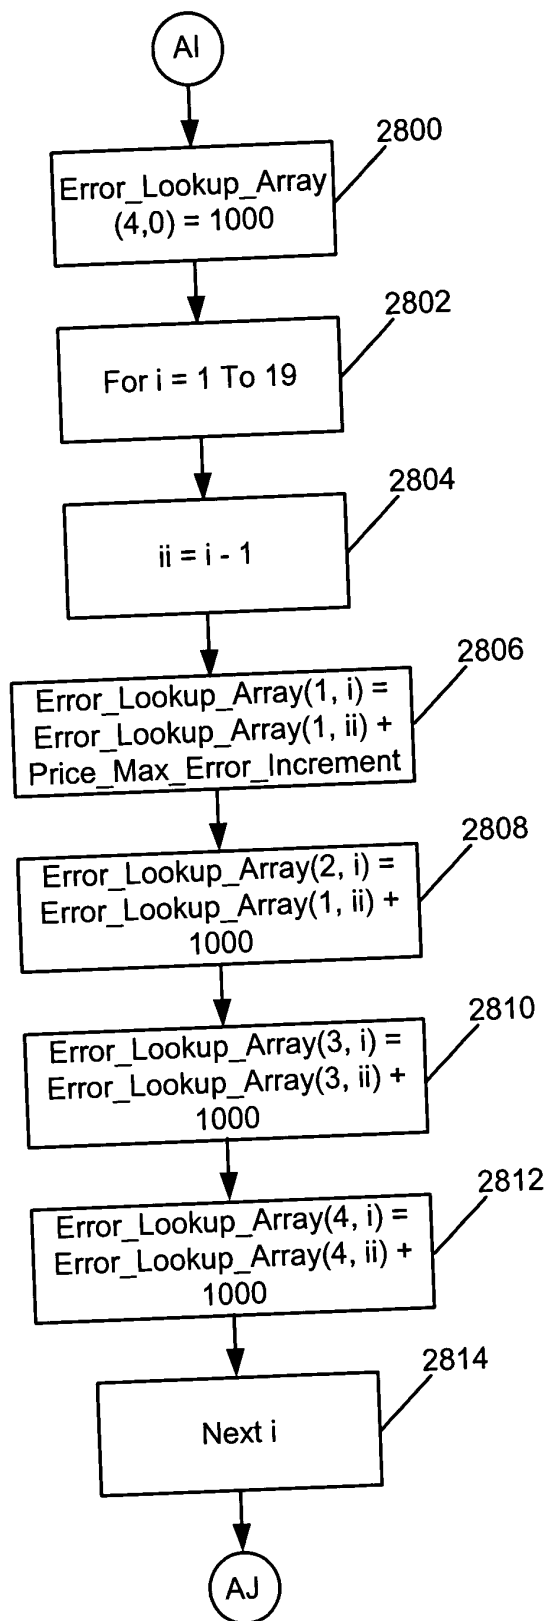 AI
2800
Error_Lookup_Array
(4,0) = 1000
2802
For i = 1 To 19
2804
ii = i - 1
2806
Error_Lookup_Array(1, i) =
Error_Lookup_Array(1, ii) +
Price_Max_Error_Increment
2808
Error_Lookup_Array(2, i) =
Error_Lookup_Array(1, ii) +
1000
2810
Error_Lookup_Array(3, i) =
Error_Lookup_Array(3, ii) +
1000
2812
Error_Lookup_Array(4, i) =
Error_Lookup_Array(4, ii) +
1000
2814
Next i
AJ